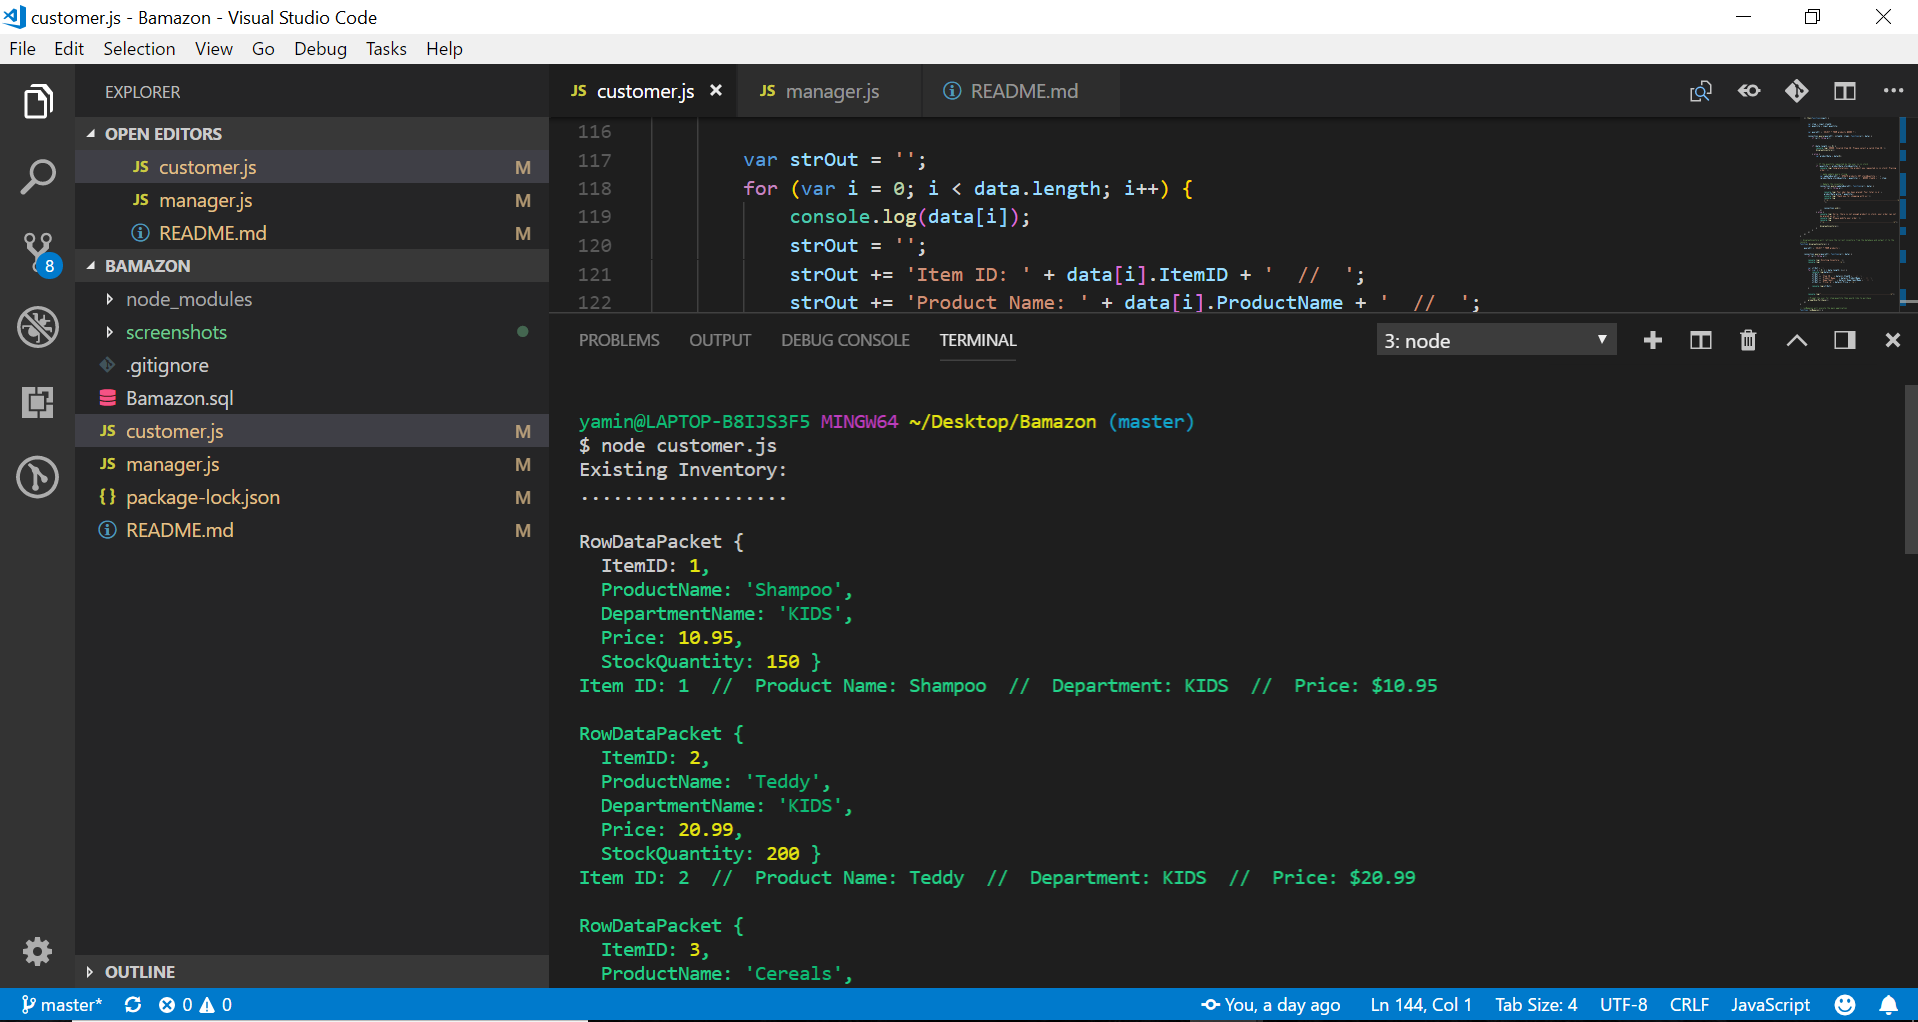 customer.js - Bamazon - Visual Studio Code
File Edit Selection View Go Debug Tasks Help
EXPLORER
OPEN EDITORS
JS customer.js M
JS manager.js M
README.md M
8
BAMAZON
node_modules
screenshots
.gitignore
Bamazon.sql
JS customer.js M
JS manager.js M
{} package-lock.json M
README.md M
OUTLINE
JS customer.js JS manager.js README.md
116
117 var strOut = '';
118 for (var i = 0; i < data.length; i++) {
119 console.log(data[i]);
120 strOut = '';
121 strOut += 'Item ID: ' + data[i].ItemID + '  //  ';
122 strOut += 'Product Name: ' + data[i].ProductName + '  //  ';
PROBLEMS OUTPUT DEBUG CONSOLE TERMINAL 3: node
yamin@LAPTOP-B8IJS3F5 MINGW64 ~/Desktop/Bamazon (master)
$ node customer.js
Existing Inventory:
...................
RowDataPacket {
ItemID: 1,
ProductName: 'Shampoo',
DepartmentName: 'KIDS',
Price: 10.95,
StockQuantity: 150 }
Item ID: 1  //  Product Name: Shampoo  //  Department: KIDS  //  Price: $10.95
RowDataPacket {
ItemID: 2,
ProductName: 'Teddy',
DepartmentName: 'KIDS',
Price: 20.99,
StockQuantity: 200 }
Item ID: 2  //  Product Name: Teddy  //  Department: KIDS  //  Price: $20.99
RowDataPacket {
ItemID: 3,
ProductName: 'Cereals',
master* 0 0 You, a day ago Ln 144, Col 1 Tab Size: 4 UTF-8 CRLF JavaScript